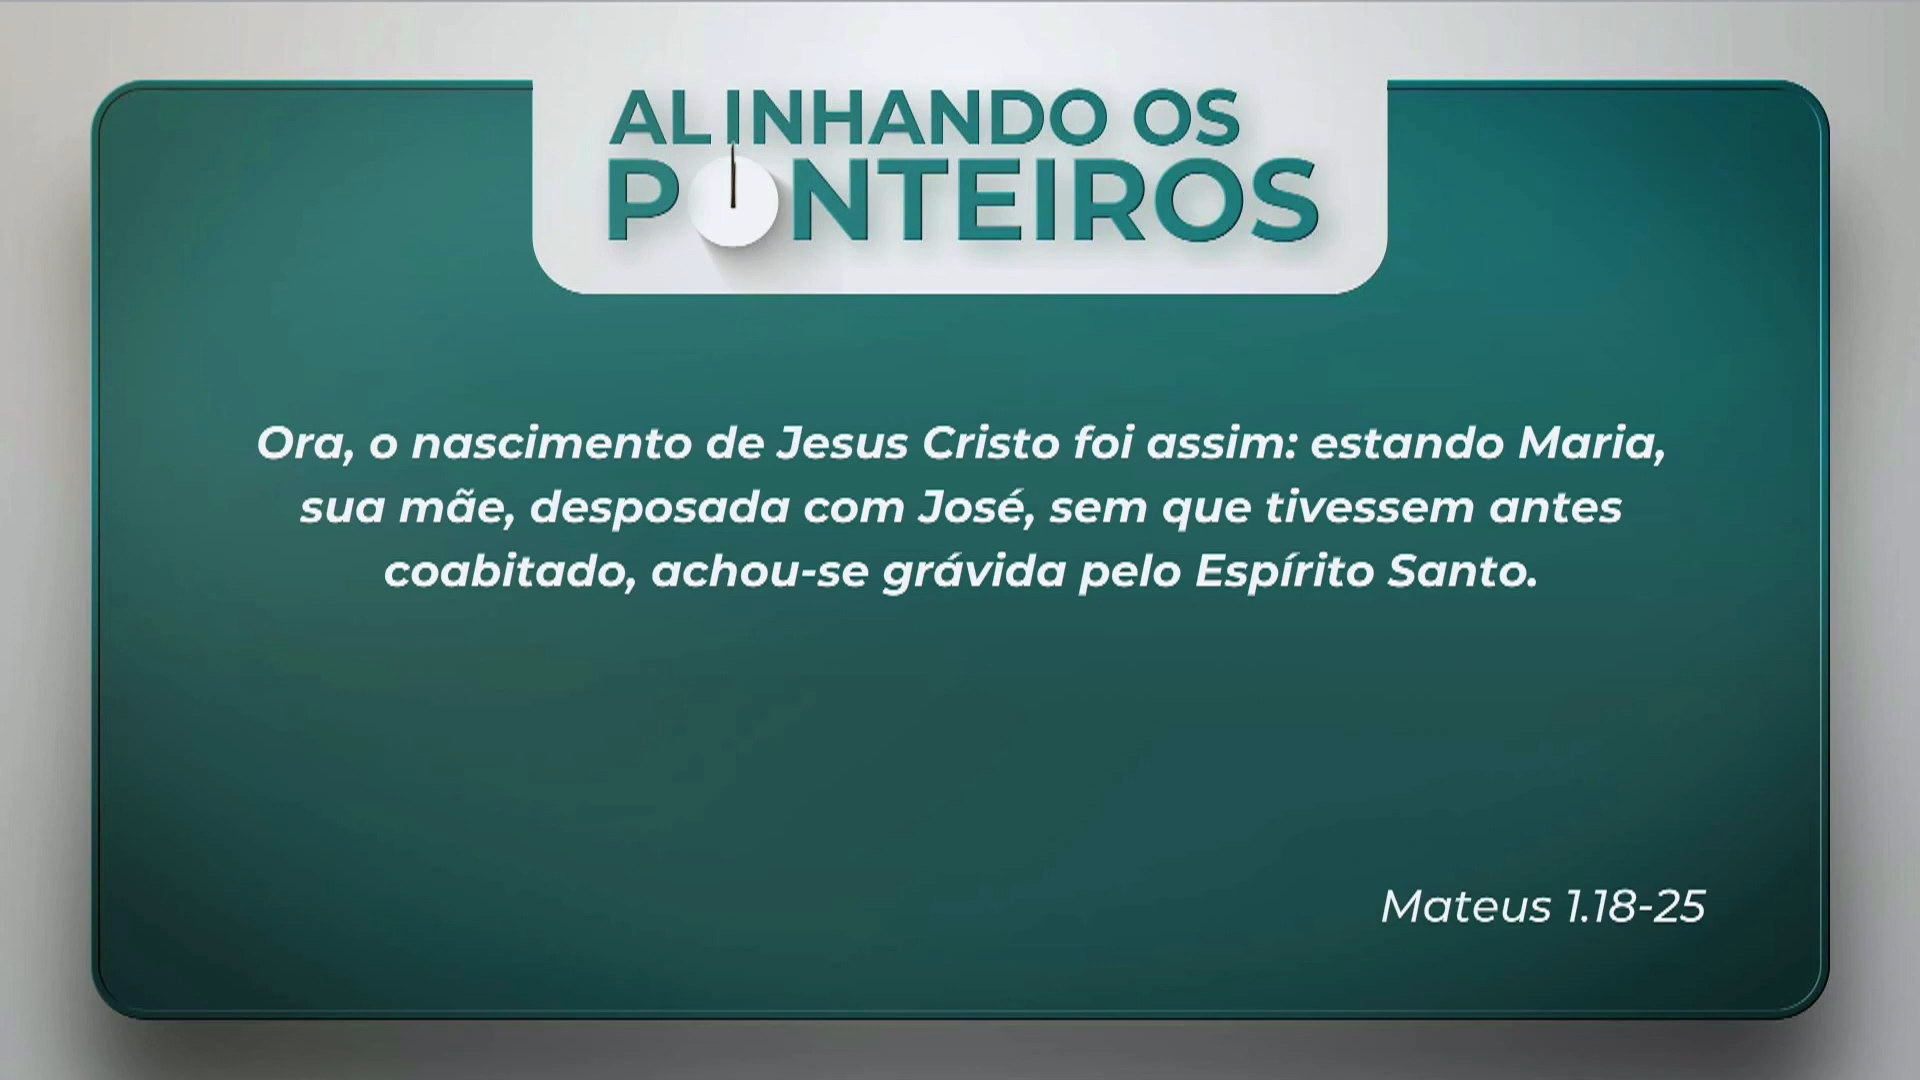 ALINHANDO OS
PONTEIROS
Ora, o nascimento de Jesus Cristo foi assim: estando Maria,
sua mãe, desposada com José, sem que tivessem antes
coabitado, achou-se grávida pelo Espírito Santo.
Mateus 1.18-25